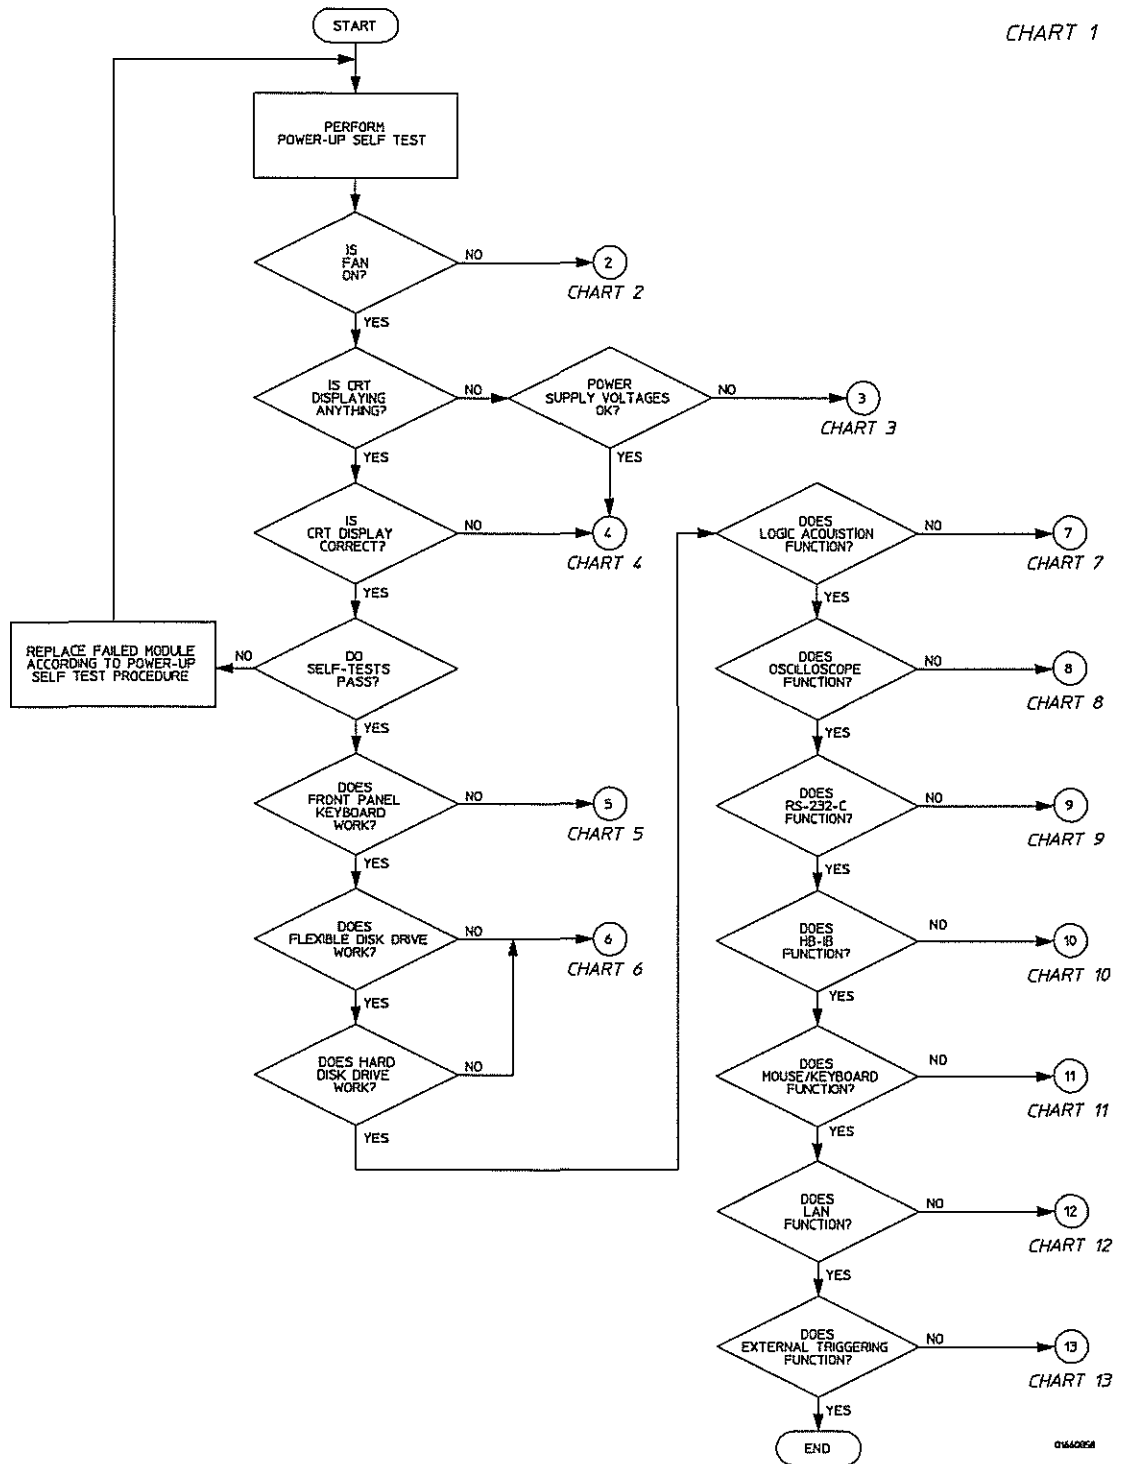 CHART 1
START
PERFORM
POWER-UP SELF TEST
IS
FAN
ON?
NO
2
CHART 2
YES
IS CRT
DISPLAYING
ANYTHING?
NO
POWER
SUPPLY VOLTAGES
OK?
NO
3
CHART 3
YES
YES
IS
CRT DISPLAY
CORRECT?
NO
4
CHART 4
YES
DO
SELF-TESTS
PASS?
NO
REPLACE FAILED MODULE
ACCORDING TO POWER-UP
SELF TEST PROCEDURE
YES
DOES
FRONT PANEL
KEYBOARD
WORK?
NO
5
CHART 5
YES
DOES
FLEXIBLE DISK DRIVE
WORK?
NO
6
CHART 6
YES
DOES HARD
DISK DRIVE
WORK?
NO
YES
DOES
LOGIC ACQUISTION
FUNCTION?
NO
7
CHART 7
YES
DOES
OSCILLOSCOPE
FUNCTION?
NO
8
CHART 8
YES
DOES
RS-232-C
FUNCTION?
NO
9
CHART 9
YES
DOES
HB-IB
FUNCTION?
NO
10
CHART 10
YES
DOES
MOUSE/KEYBOARD
FUNCTION?
NO
11
CHART 11
YES
DOES
LAN
FUNCTION?
NO
12
CHART 12
YES
DOES
EXTERNAL TRIGGERING
FUNCTION?
NO
13
CHART 13
YES
END